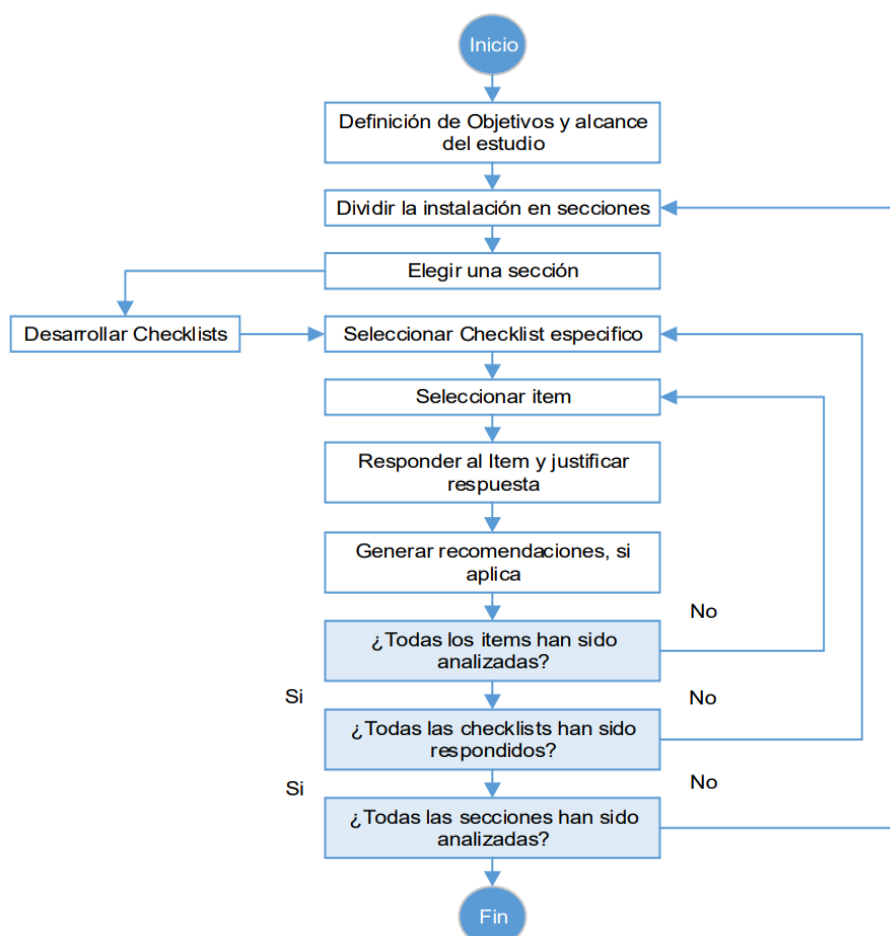 Inicio
Definición de Objetivos y alcance
del estudio
Dividir la instalación en secciones
Elegir una sección
Desarrollar Checklists
Seleccionar Checklist especifico
Seleccionar item
Responder al Item y justificar
respuesta
Generar recomendaciones, si
aplica
No
¿Todas los items han sido
analizadas?
Si
No
¿Todas las checklists han sido
respondidos?
Si
No
¿Todas las secciones han sido
analizadas?
Fin